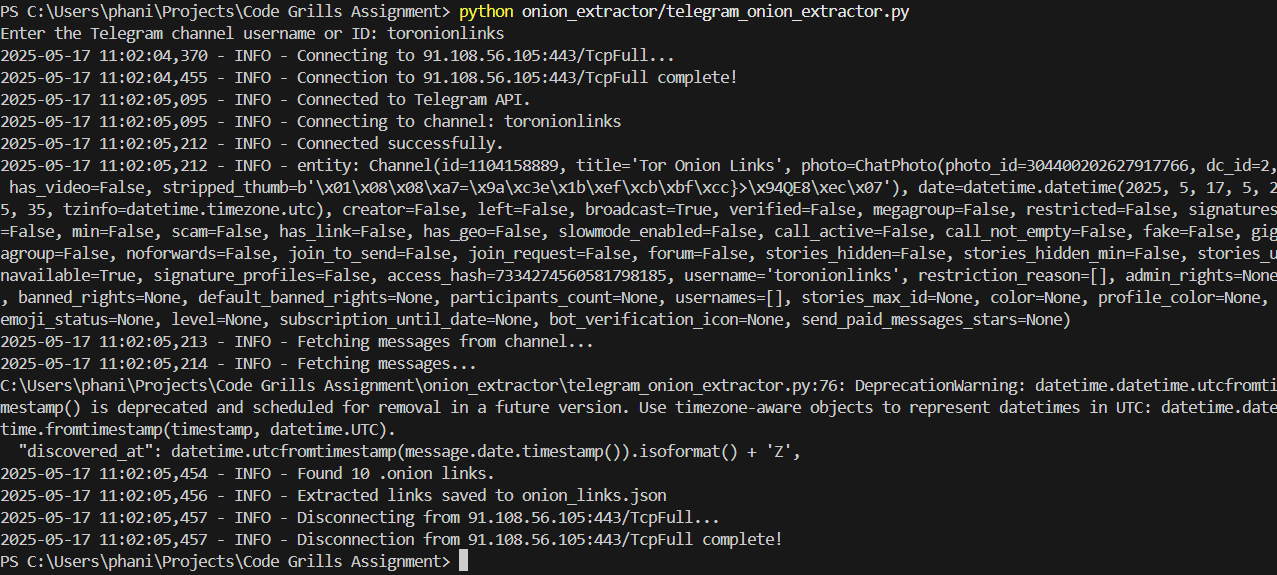 PS C:\Users\phani\Projects\Code Grills Assignment> python onion_extractor/telegram_onion_extractor.py
Enter the Telegram channel username or ID: toronionlinks
2025-05-17 11:02:04,370 - INFO - Connecting to 91.108.56.105:443/TcpFull...
2025-05-17 11:02:04,455 - INFO - Connection to 91.108.56.105:443/TcpFull complete!
2025-05-17 11:02:05,095 - INFO - Connected to Telegram API.
2025-05-17 11:02:05,095 - INFO - Connecting to channel: toronionlinks
2025-05-17 11:02:05,212 - INFO - Connected successfully.
2025-05-17 11:02:05,212 - INFO - entity: Channel(id=1104158889, title='Tor Onion Links', photo=ChatPhoto(photo_id=304400202627917766, dc_id=2,
 has_video=False, stripped_thumb=b'\x01\x08\x08\xa7=\x9a\xc3e\x1b\xef\xcb\xbf\xcc}>\x94QE8\xec\x07'), date=datetime.datetime(2025, 5, 17, 5, 2
5, 35, tzinfo=datetime.timezone.utc), creator=False, left=False, broadcast=True, verified=False, megagroup=False, restricted=False, signatures
=False, min=False, scam=False, has_link=False, has_geo=False, slowmode_enabled=False, call_active=False, call_not_empty=False, fake=False, gig
agroup=False, noforwards=False, join_to_send=False, join_request=False, forum=False, stories_hidden=False, stories_hidden_min=False, stories_u
navailable=True, signature_profiles=False, access_hash=7334274560581798185, username='toronionlinks', restriction_reason=[], admin_rights=None
, banned_rights=None, default_banned_rights=None, participants_count=None, usernames=[], stories_max_id=None, color=None, profile_color=None,
emoji_status=None, level=None, subscription_until_date=None, bot_verification_icon=None, send_paid_messages_stars=None)
2025-05-17 11:02:05,213 - INFO - Fetching messages from channel...
2025-05-17 11:02:05,214 - INFO - Fetching messages...
C:\Users\phani\Projects\Code Grills Assignment\onion_extractor\telegram_onion_extractor.py:76: DeprecationWarning: datetime.datetime.utcfromti
mestamp() is deprecated and scheduled for removal in a future version. Use timezone-aware objects to represent datetimes in UTC: datetime.date
time.fromtimestamp(timestamp, datetime.UTC).
  "discovered_at": datetime.utcfromtimestamp(message.date.timestamp()).isoformat() + 'Z',
2025-05-17 11:02:05,454 - INFO - Found 10 .onion links.
2025-05-17 11:02:05,456 - INFO - Extracted links saved to onion_links.json
2025-05-17 11:02:05,457 - INFO - Disconnecting from 91.108.56.105:443/TcpFull...
2025-05-17 11:02:05,457 - INFO - Disconnection from 91.108.56.105:443/TcpFull complete!
PS C:\Users\phani\Projects\Code Grills Assignment>